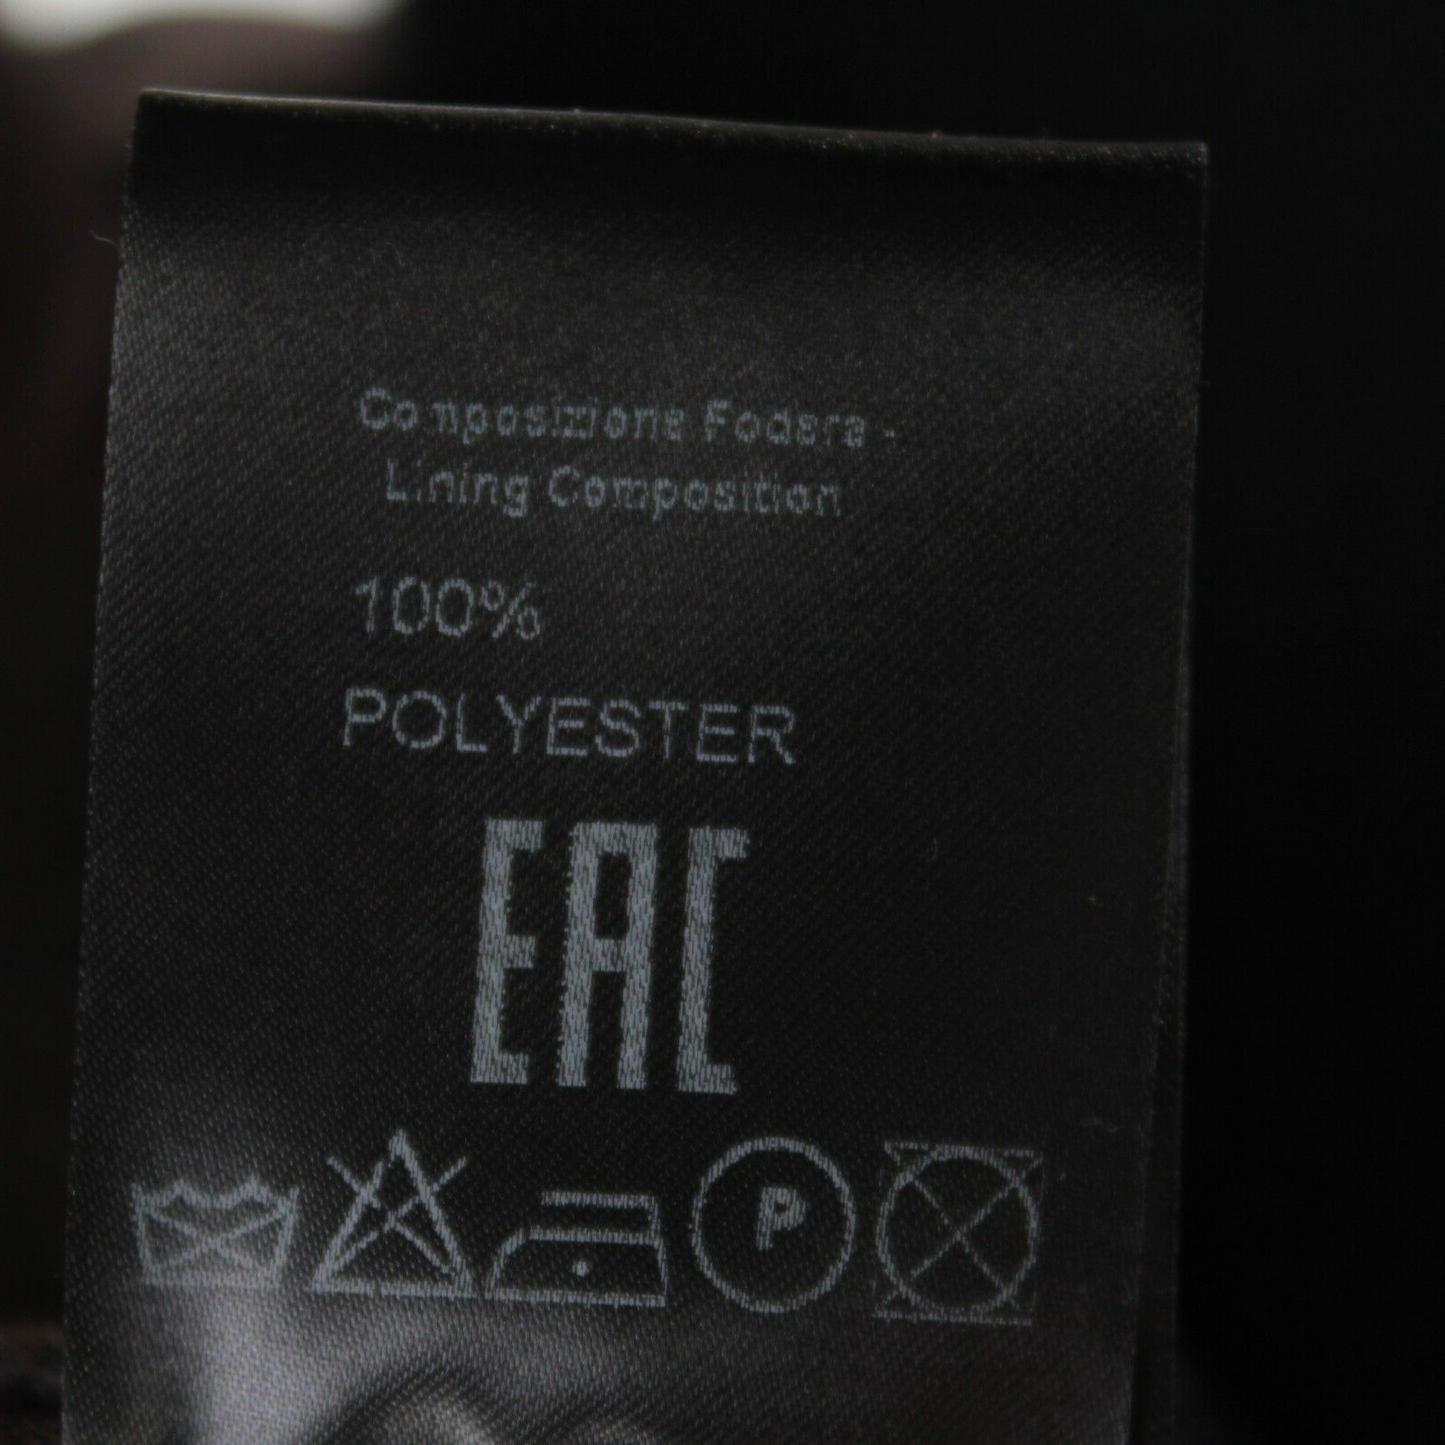 Composizione Fodera -
Lining Composition
100%
POLYESTER
EAC
P